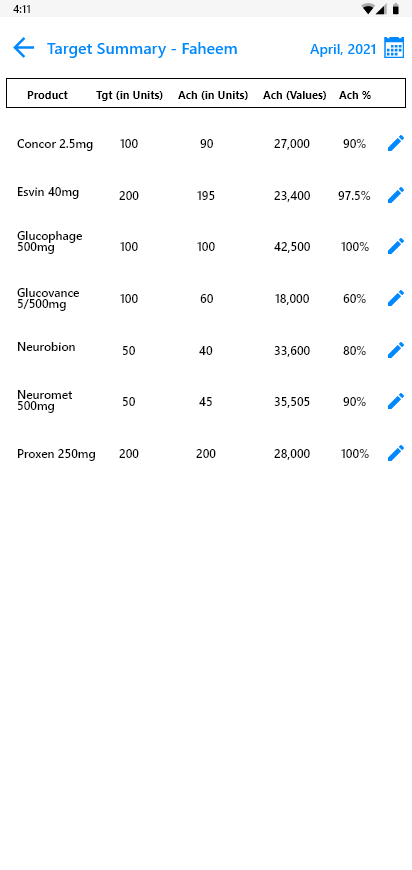 4:11
Target Summary - Faheem April, 2021
Product Tgt (in Units) Ach (in Units) Ach (Values) Ach %
Concor 2.5mg 100 90 27,000 90%
Esvin 40mg 200 195 23,400 97.5%
Glucophage
500mg 100 100 42,500 100%
Glucovance
5/500mg 100 60 18,000 60%
Neurobion 50 40 33,600 80%
Neuromet
500mg 50 45 35,505 90%
Proxen 250mg 200 200 28,000 100%